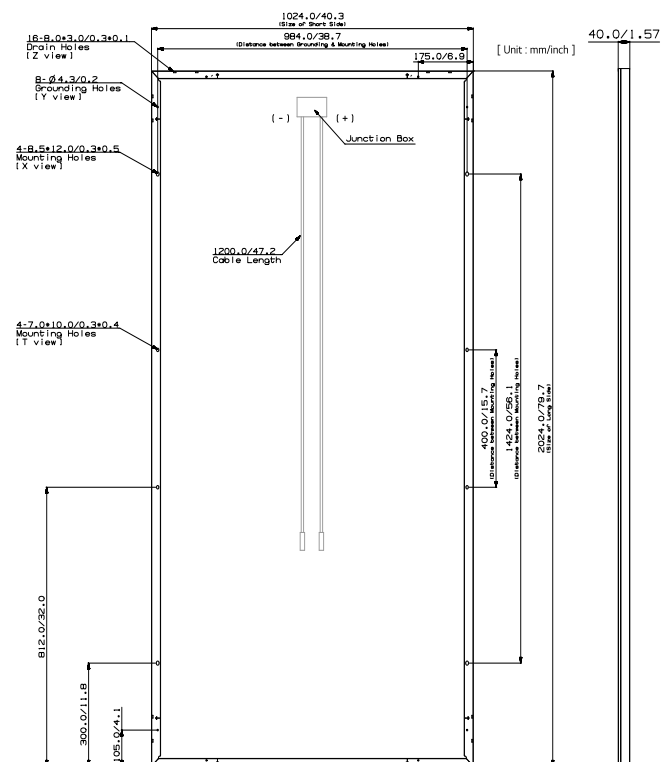 1024.0/40.3
(Size of Short Side)
984.0/38.7
(Distance between Grounding & Mounting Holes)
175.0/6.9
[ Unit : mm/inch ]
40.0/1.57
16-8.0*3.0/0.3*0.1
Drain Holes
[Z view]
8-Ø4.3/0.2
Grounding Holes
[Y view]
(-)
(+)
Junction Box
4-8.5*12.0/0.3*0.5
Mounting Holes
[X view]
1200.0/47.2
Cable Length
4-7.0*10.0/0.3*0.4
Mounting Holes
[T view]
400.0/15.7
(Distance between Mounting Holes)
1424.0/56.1
(Distance between Mounting Holes)
2024.0/79.7
(Size of Long Side)
812.0/32.0
300.0/11.8
105.0/4.1